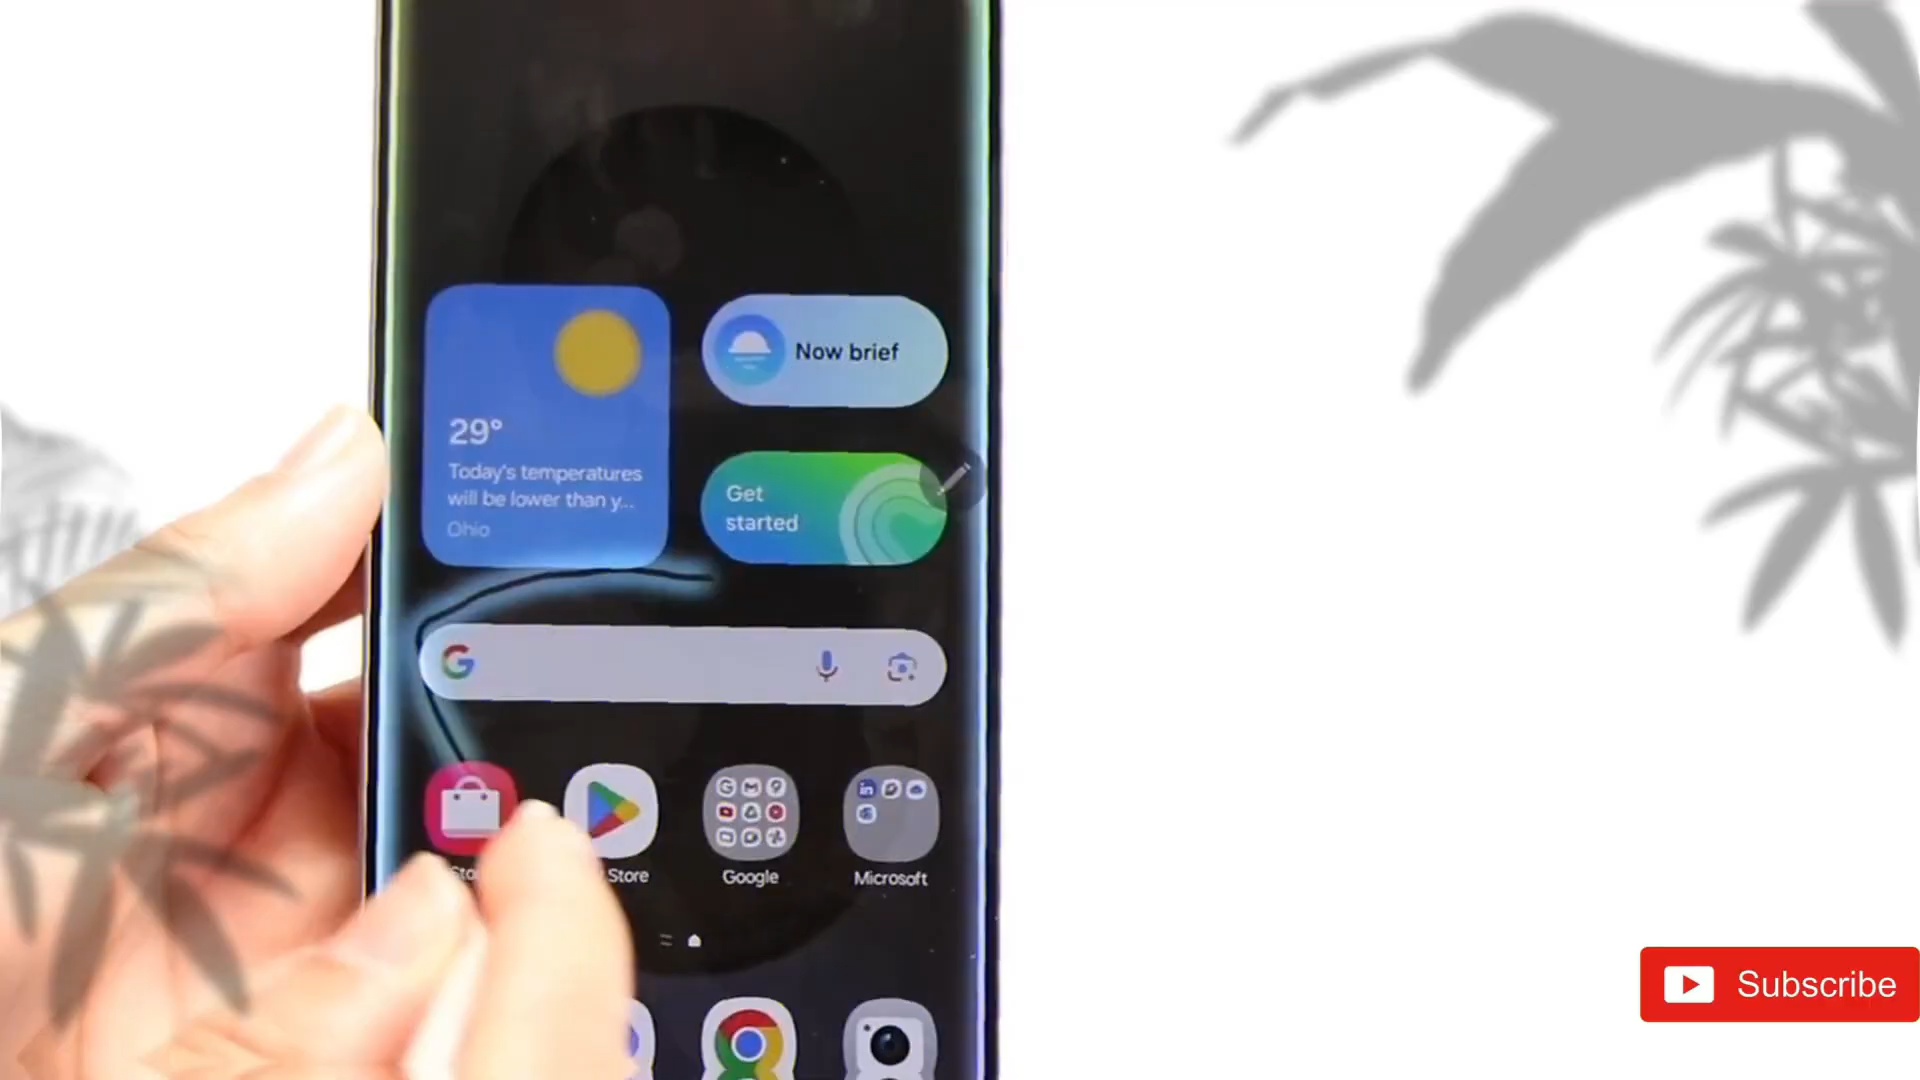 29°
Today's temperatures
will be lower than y...
Ohio
Now brief
Get
started
Store
Google
Microsoft
Subscribe